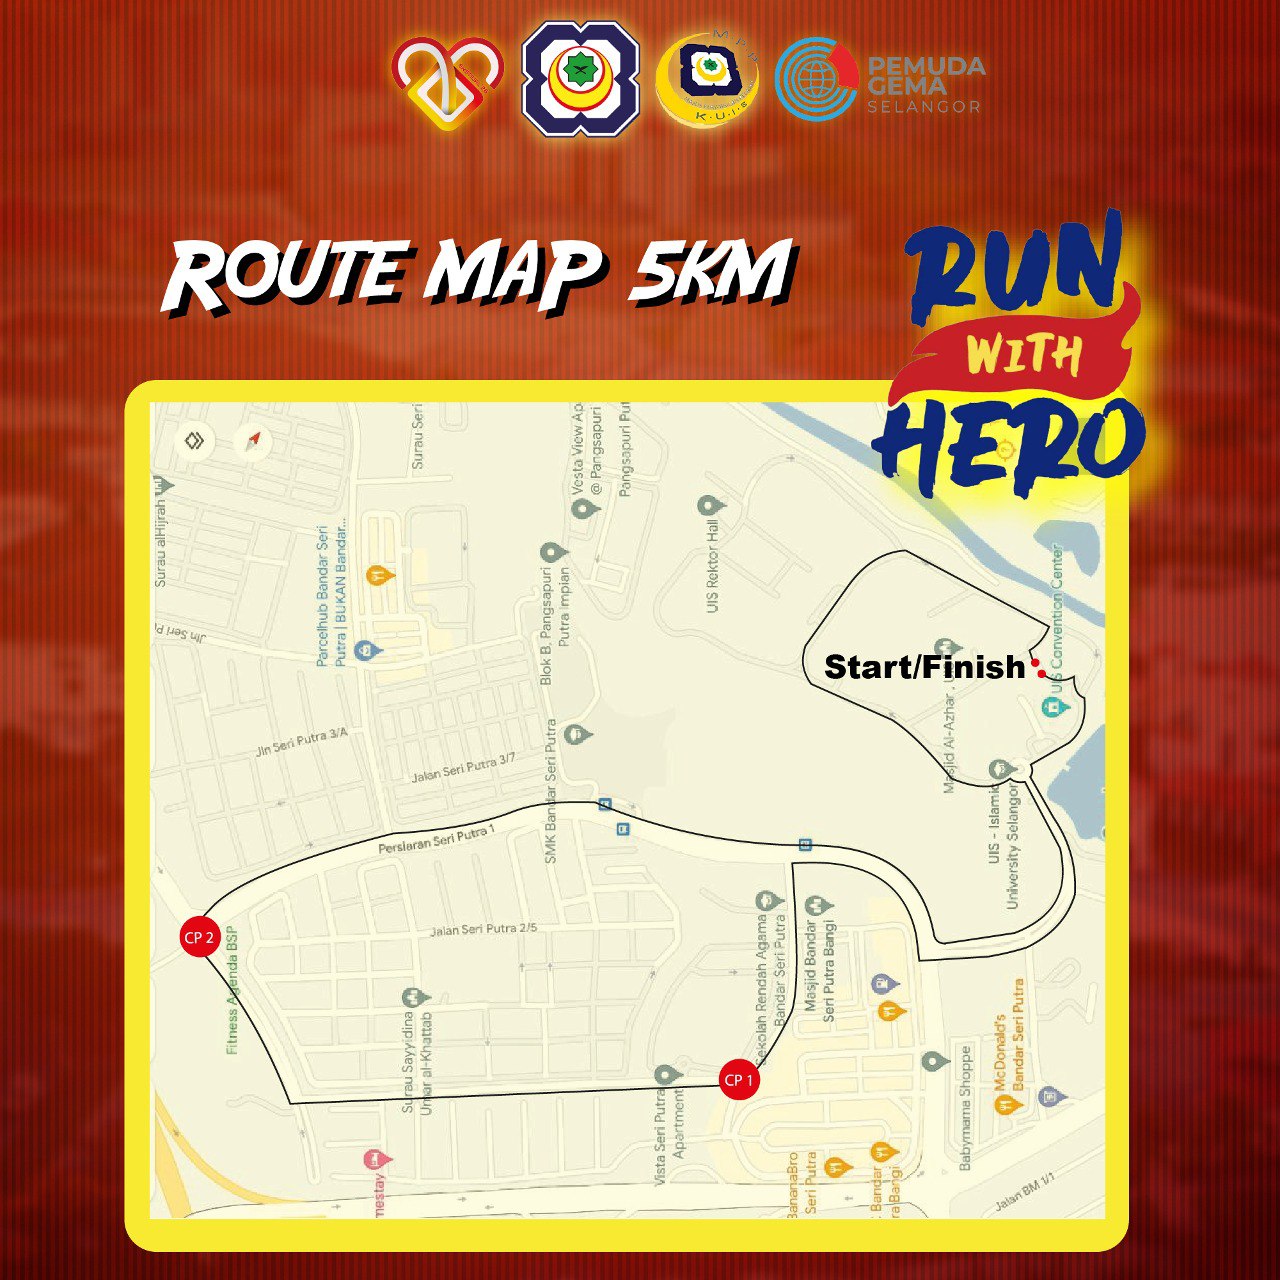 M.P.P
K.U.I.S
PEMUDA
GEMA
SELANGOR
ROUTE MAP 5KM
RUN
WITH
HERO
Surau Seri
Vesta View Ap
@ Pangsapuri
Pangsapuri Put
Surau alHijrah
Parcelhub Bandar Seri
Putra | BUKAN Bandar...
UIS Rektor Hall
Blok B, Pangsapuri
Putra Impian
UIS Convention Center
Jln Seri P
Start/Finish
Masjid Al-Azhar,
Jln Seri Putra 3/A
Jalan Seri Putra 3/7
SMK Bandar Seri Putra
UIS - Islamic
University Selangor
Persiaran Seri Putra 1
Jalan Seri Putra 2/5
CP 2
Fitness Agenda BSP
Sekolah Rendah Agama
Bandar Seri Putra
Masjid Bandar
Seri Putra Bangi
Surau Sayyidina
Umar al-Khattab
CP 1
Vista Seri Putra
Apartment
McDonald's
Bandar Seri Putra
Babymama Shoppe
mestay
BananaBro
Seri Putra
Bandar
ra Bangi
Jalan BM 1/1